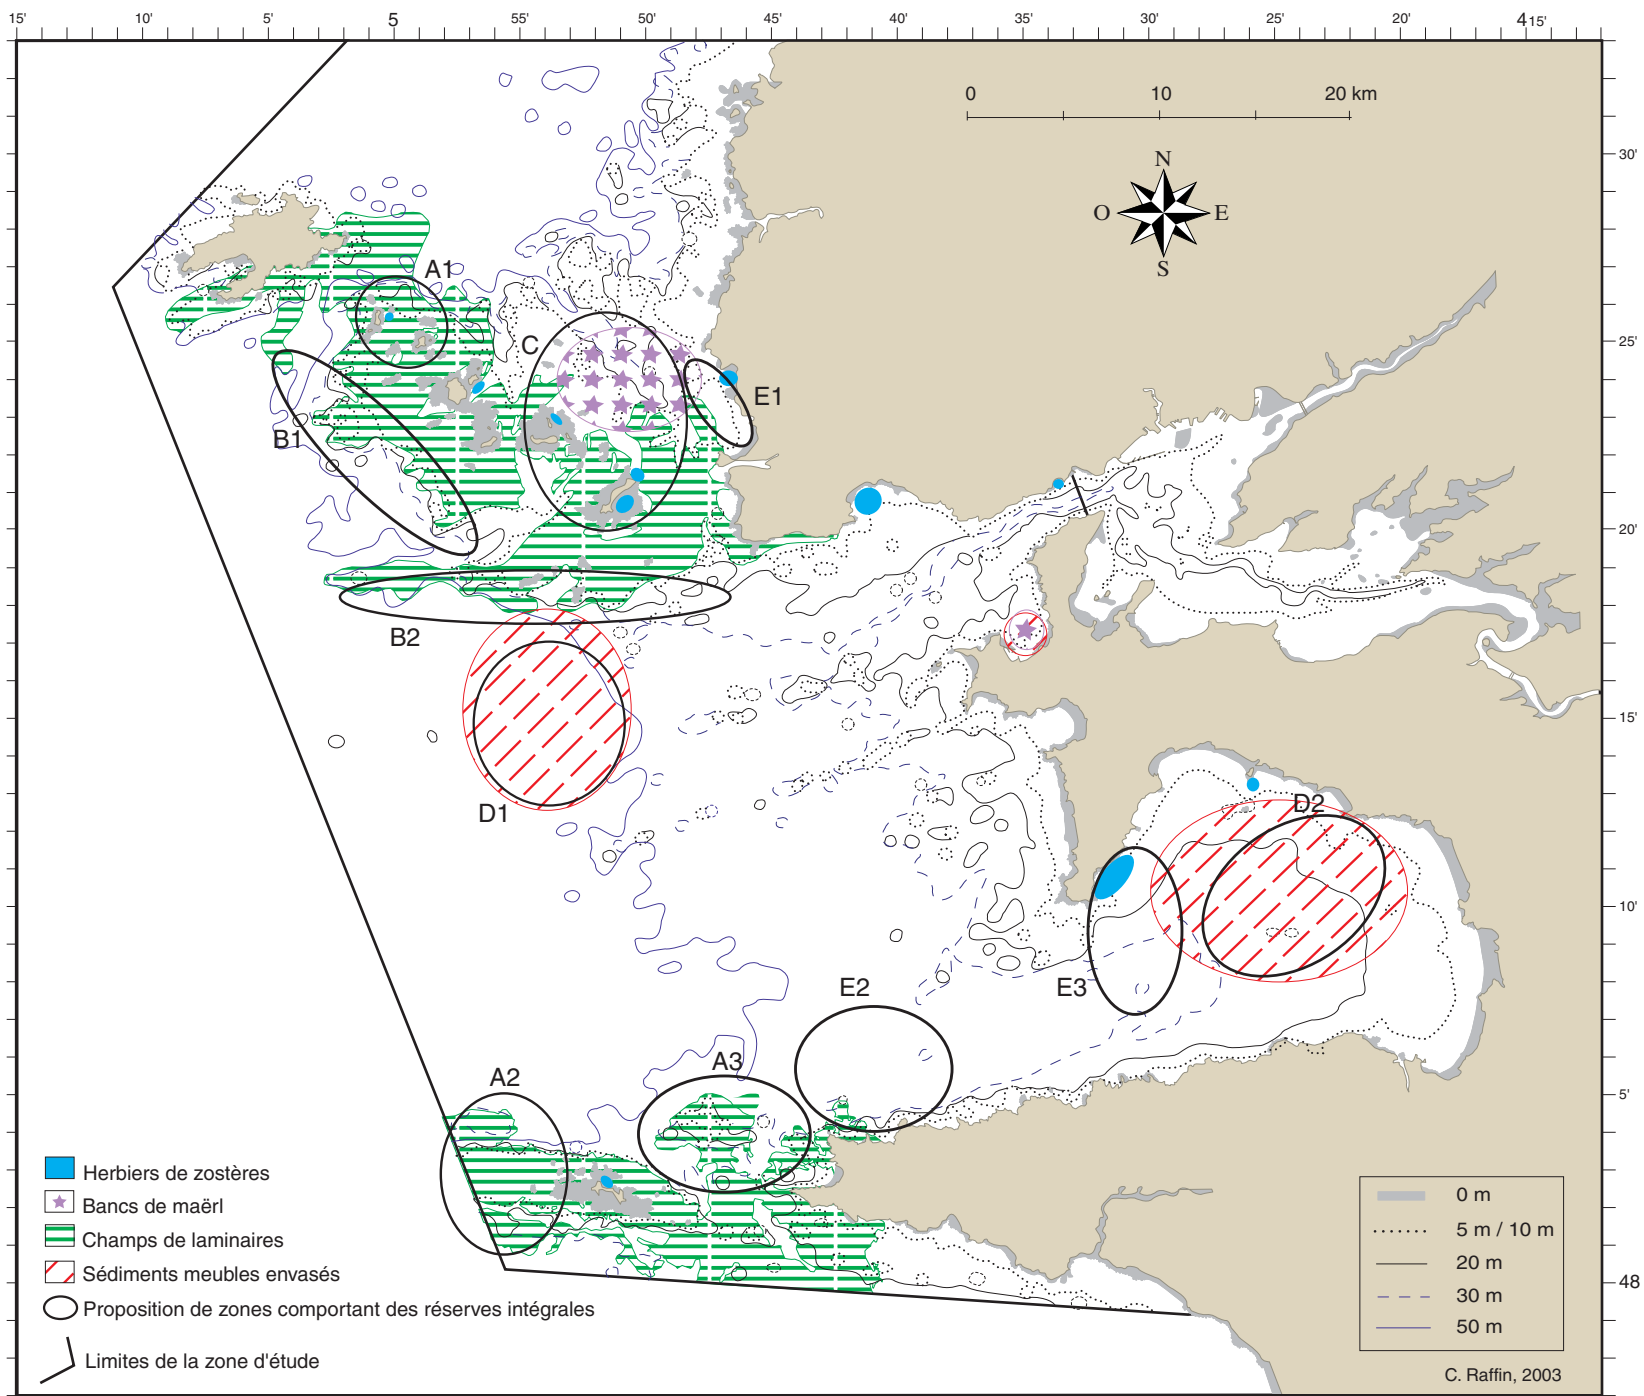 15' 10' 5' 5 55' 50' 45' 40' 35' 30' 25' 20' 4 15'
0 10 20 km
N
O E
S
30'
25'
20'
15'
10'
5'
48
A1
C
E1
B1
B2
D1
D2
E3
E2
A3
A2
Herbiers de zostères
Bancs de maërl
Champs de laminaires
Sédiments meubles envasés
Proposition de zones comportant des réserves intégrales
Limites de la zone d'étude
0 m
5 m / 10 m
20 m
30 m
50 m
C. Raffin, 2003